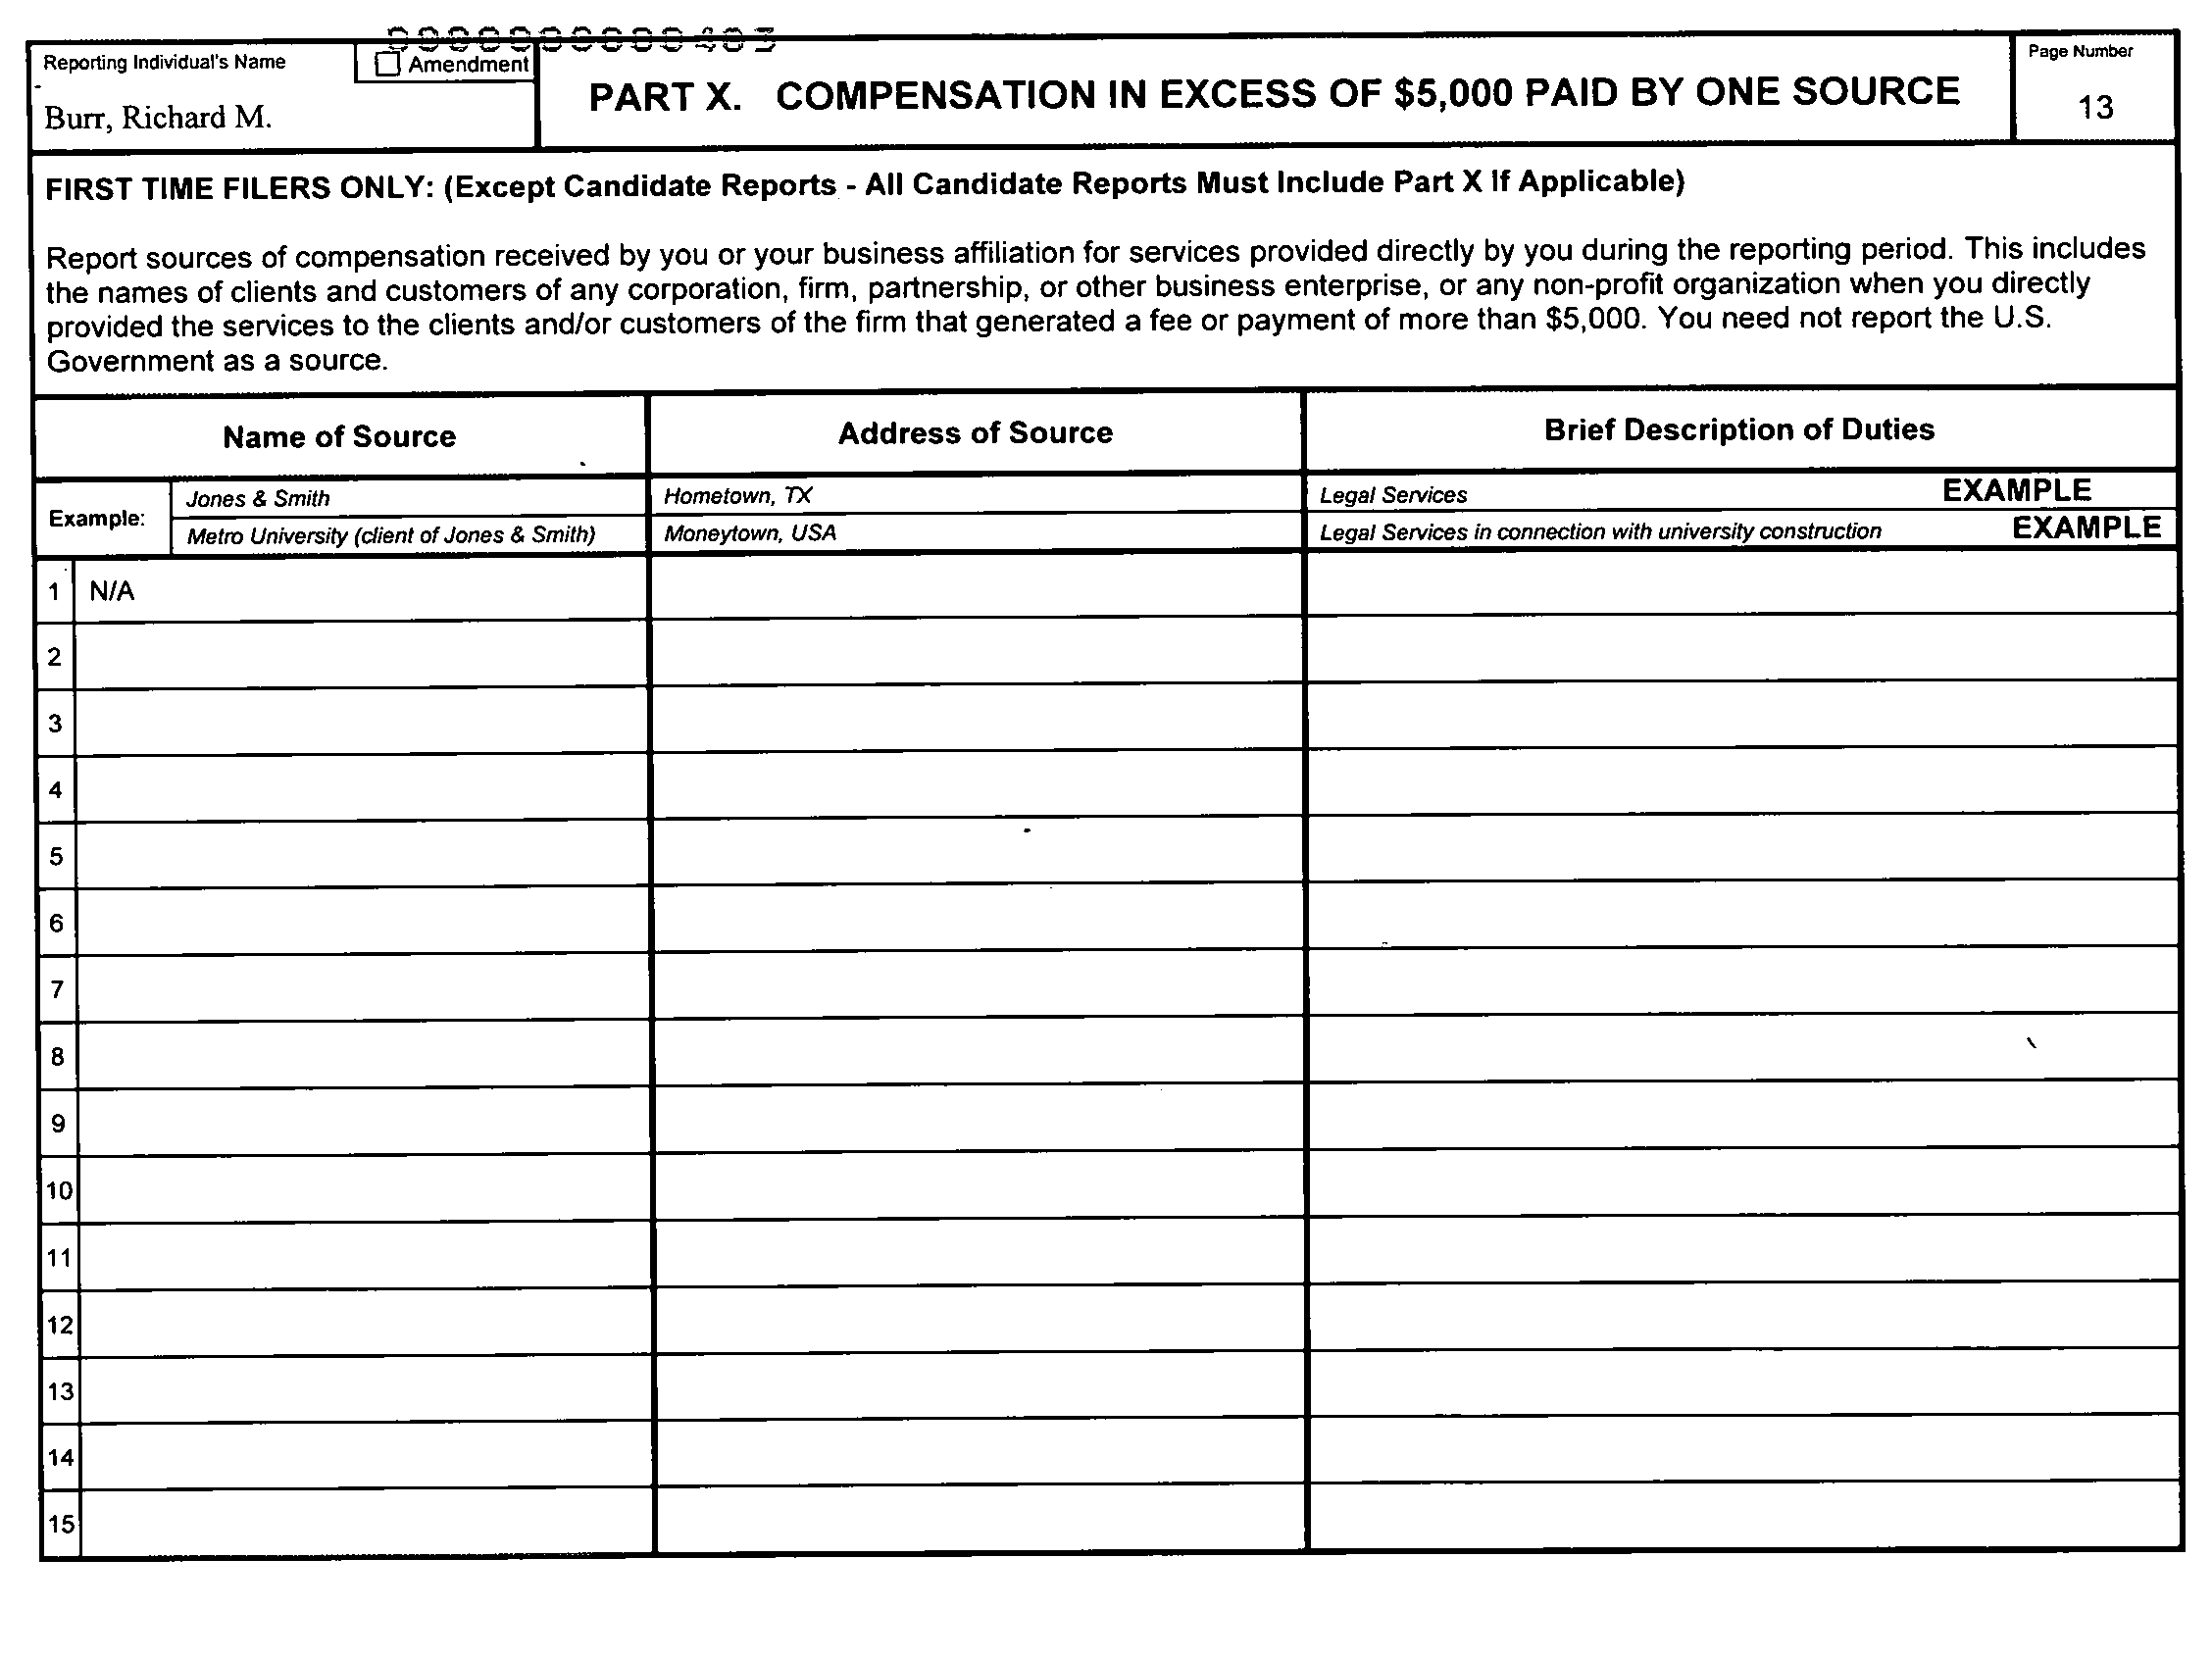 Reporting Individual's Name
Amendment
Burr, Richard M.
PART X. COMPENSATION IN EXCESS OF $5,000 PAID BY ONE SOURCE
Page Number
13
FIRST TIME FILERS ONLY: (Except Candidate Reports - All Candidate Reports Must Include Part X If Applicable)
Report sources of compensation received by you or your business affiliation for services provided directly by you during the reporting period. This includes
the names of clients and customers of any corporation, firm, partnership, or other business enterprise, or any non-profit organization when you directly
provided the services to the clients and/or customers of the firm that generated a fee or payment of more than $5,000. You need not report the U.S.
Government as a source.
Name of Source Address of Source Brief Description of Duties
Example:
Jones & Smith Hometown, TX Legal Services EXAMPLE
Metro University (client of Jones & Smith) Moneytown, USA Legal Services in connection with university construction EXAMPLE
1 N/A
2
3
4
5
6
7
8
9
10
11
12
13
14
15